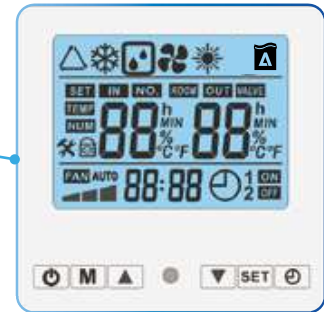 SET IN NO. ROOM OUT VALVE
TEMP 88 h MIN % °C °F 88 h MIN % °C °F
NUM
FAN AUTO 88:88 1 ON
2 OFF
M SET